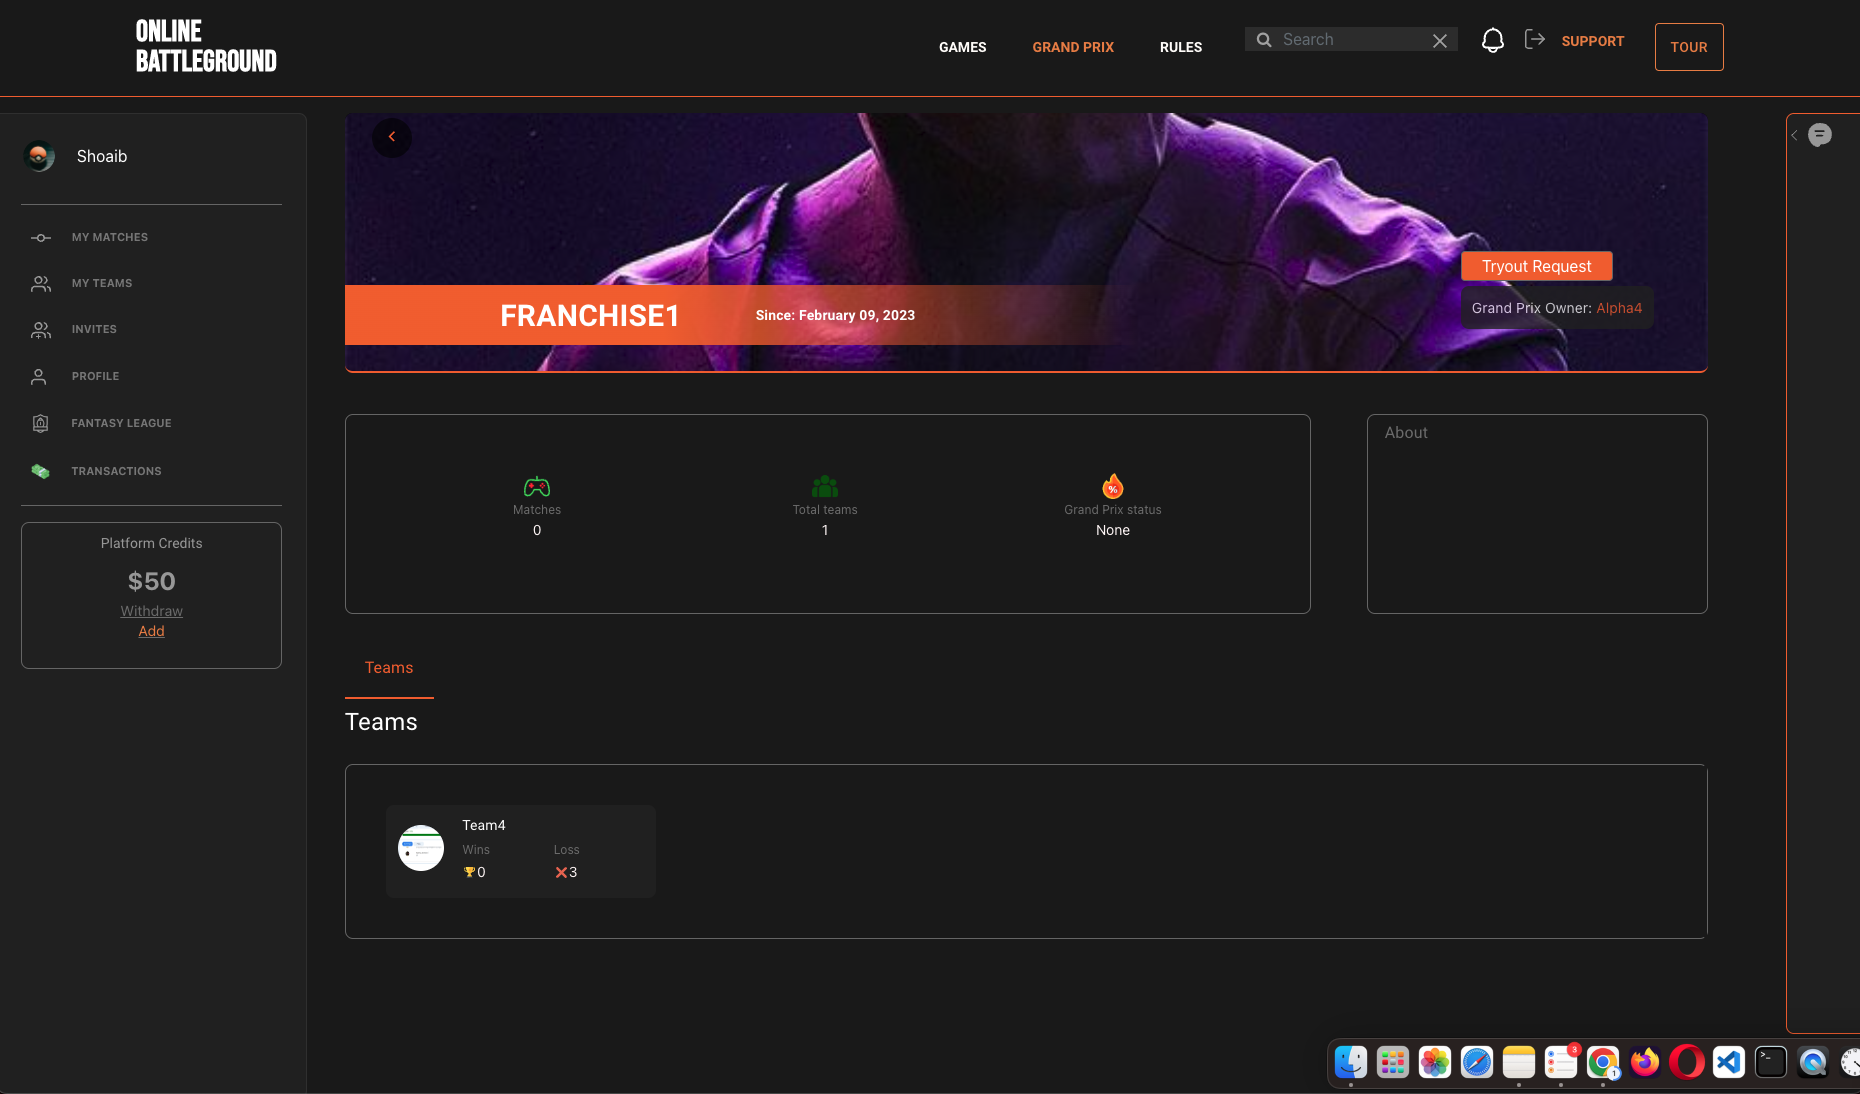 ONLINE
BATTLEGROUND
GAMES
GRAND PRIX
RULES
Search
SUPPORT
TOUR
Shoaib
MY MATCHES
MY TEAMS
INVITES
PROFILE
FANTASY LEAGUE
TRANSACTIONS
Platform Credits
$50
Withdraw
Add
Tryout Request
Grand Prix Owner: Alpha4
FRANCHISE1
Since: February 09, 2023
Matches
0
Total teams
1
%
Grand Prix status
None
About
Teams
Teams
Team4
Wins
Loss
0
3
3
1